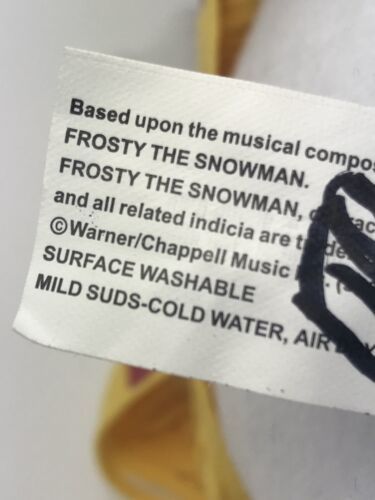 Based upon the musical compos
FROSTY THE SNOWMAN.
FROSTY THE SNOWMAN,
and all related indicia are
©Warner/Chappell Music
SURFACE WASHABLE
MILD SUDS-COLD WATER, AIR